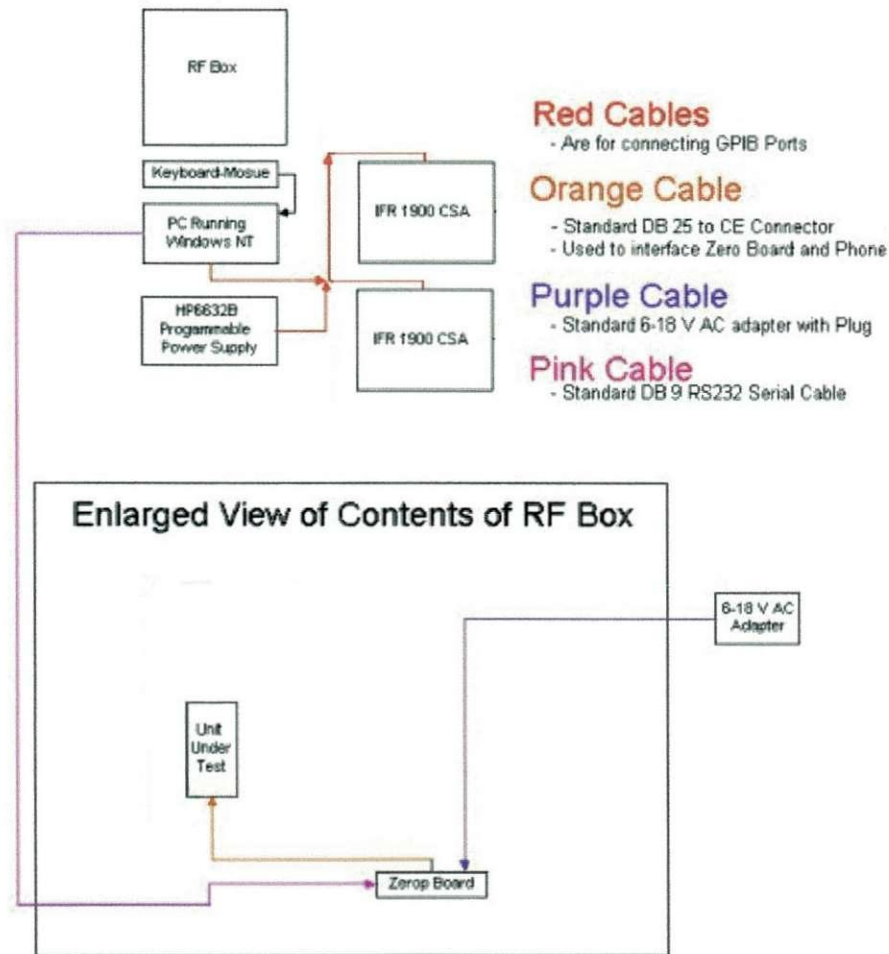 RF Box
Keyboard-Mosue
PC Running
Windows NT
HP6632B
Progammable
Power Supply
IFR 1900 CSA
IFR 1900 CSA
Red Cables
- Are for connecting GPIB Ports
Orange Cable
- Standard DB 25 to CE Connector
- Used to interface Zero Board and Phone
Purple Cable
- Standard 6-18 V AC adapter with Plug
Pink Cable
- Standard DB 9 RS232 Serial Cable
Enlarged View of Contents of RF Box
6-18 V AC
Adapter
Unit
Under
Test
Zerop Board